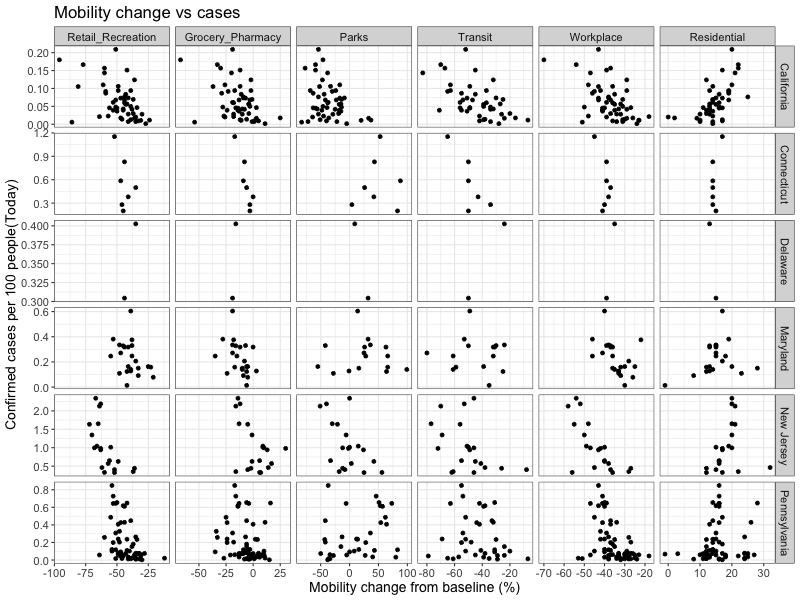 Mobility change vs cases
Retail_Recreation Grocery_Pharmacy Parks Transit Workplace Residential
Confirmed cases per 100 people(Today)
0.20
0.15
0.10
0.05
0.00
California
1.2
0.9
0.6
0.3
Connecticut
0.400
0.375
0.350
0.325
0.300
Delaware
0.6
0.4
0.2
0.0
Maryland
2.0
1.5
1.0
0.5
New Jersey
0.8
0.6
0.4
0.2
0.0
Pennsylvania
-100 -75 -50 -25 -50 -25 0 25 -50 0 50 100 -80 -60 -40 -20 -70 -60 -50 -40 -30 -20 0 10 20 30
Mobility change from baseline (%)